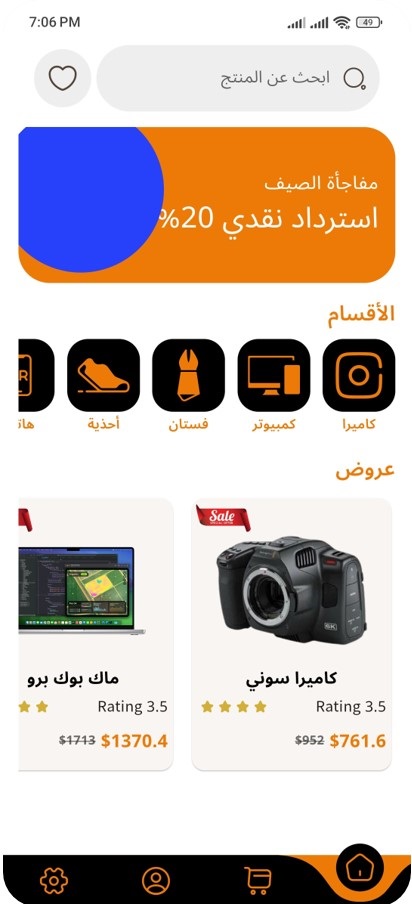 7:06 PM
49
ابحث عن المنتج
مفاجأة الصيف
استرداد نقدي 20%
الأقسام
كاميرا
كمبيوتر
فستان
أحذية
هات
عروض
Sale
كاميرا سوني
Rating 3.5
$761.6 $952
ماك بوك برو
Rating 3.5
$1370.4 $1713